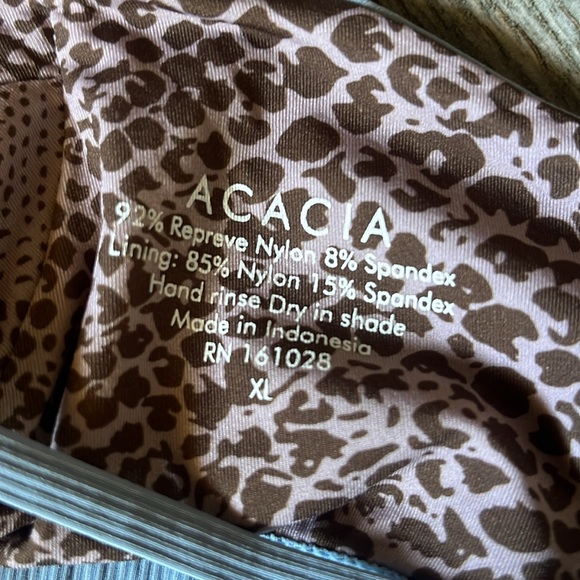 ACACIA
92% Repreve Nylon 8% Spandex
Lining: 85% Nylon 15% Spandex
Hand rinse Dry in shade
Made in Indonesia
RN 161028
XL